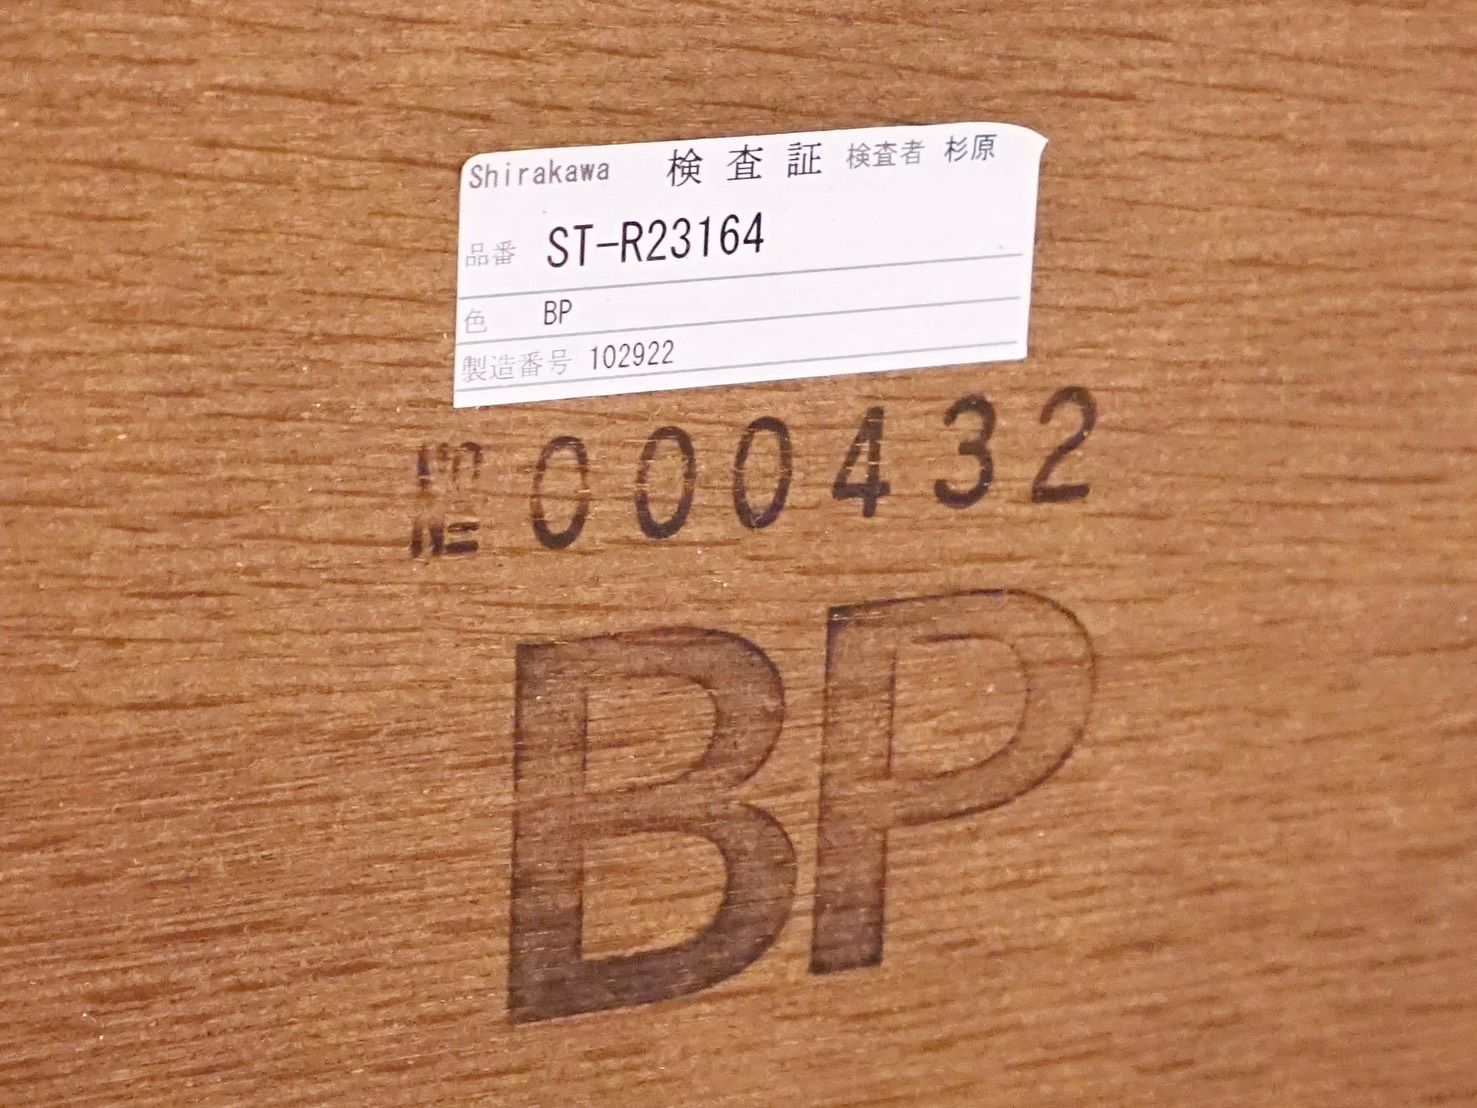 Shirakawa 検査証 検査者 杉原
品番 ST-R23164
色 BP
製造番号 102922
000432
BP